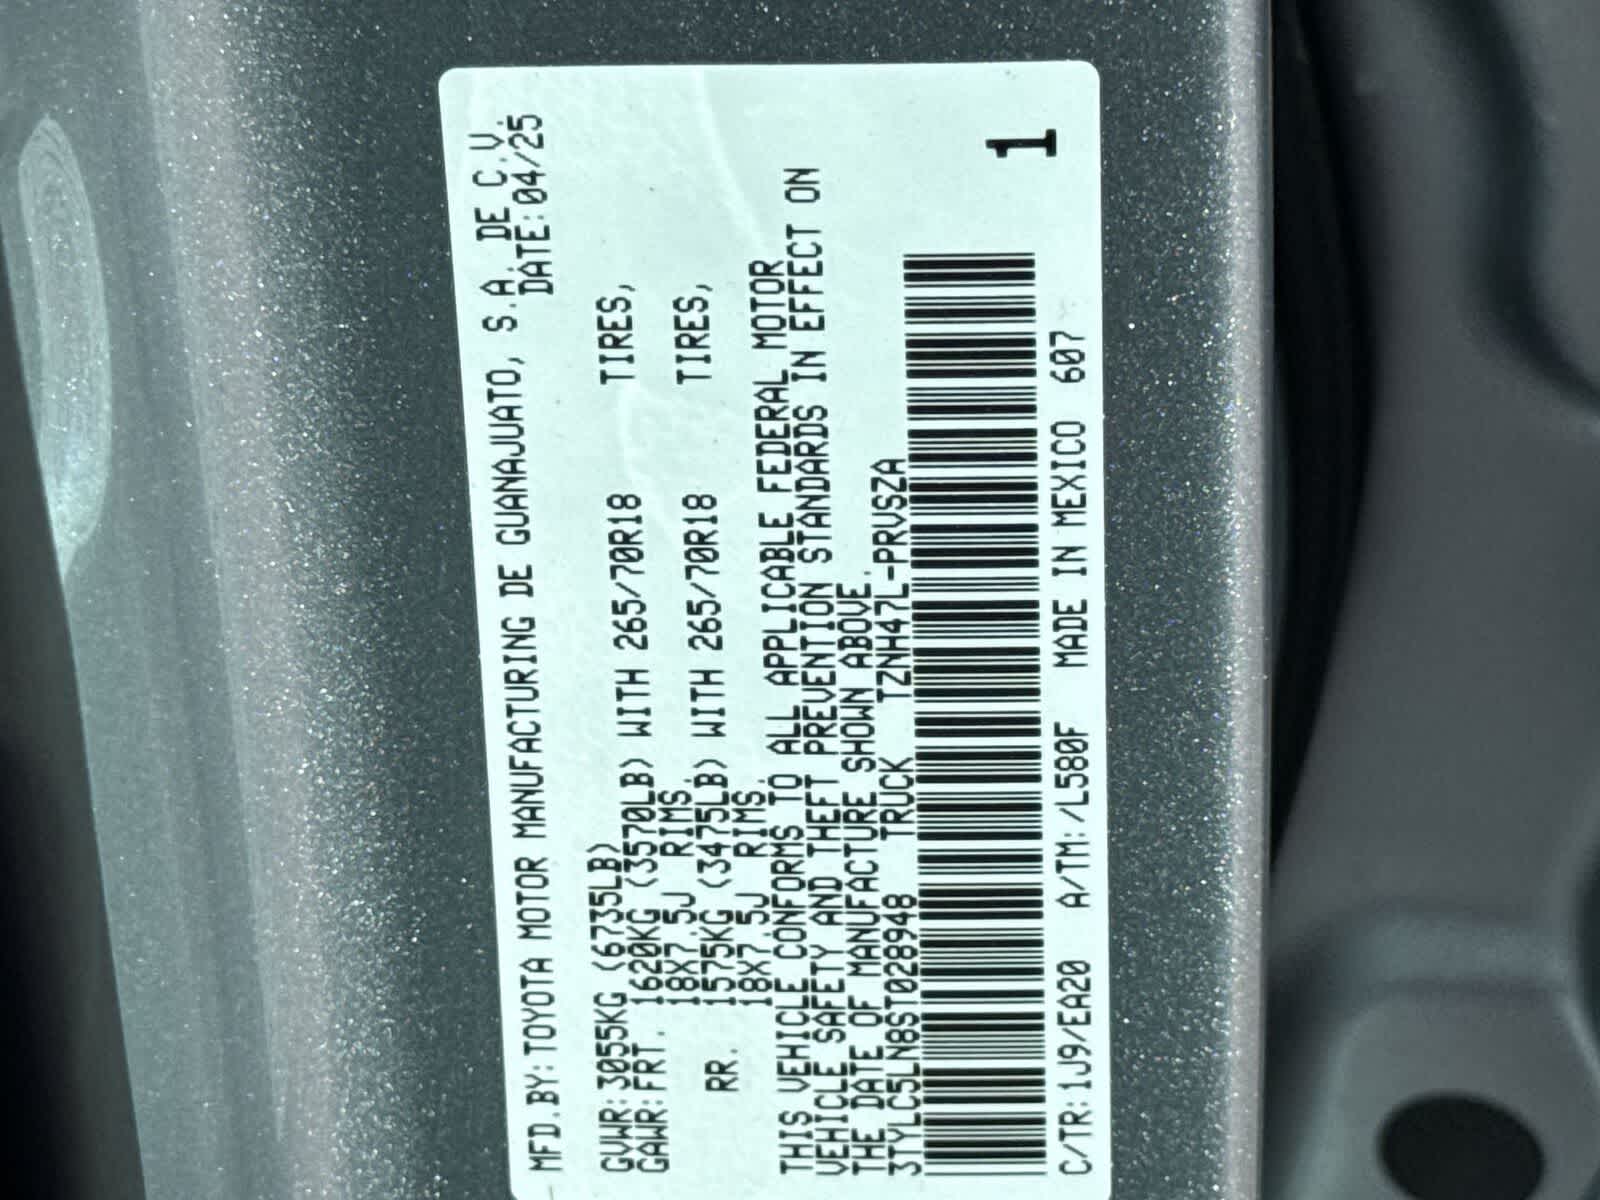 MFD.BY:TOYOTA MOTOR MANUFACTURING DE GUANAJUATO, S.A. DE C.V.
DATE:04/25
GVWR:3055KG (6735LB)
GAWR:FRT. 1620KG (3570LB) WITH 265/70R18 TIRES,
18X7.5J RIMS.
RR. 1575KG (3475LB) WITH 265/70R18 TIRES,
18X7.5J RIMS.
THIS VEHICLE CONFORMS TO ALL APPLICABLE FEDERAL MOTOR
VEHICLE SAFETY AND THEFT PREVENTION STANDARDS IN EFFECT ON
THE DATE OF MANUFACTURE SHOWN ABOVE.
3TYLC5LN8ST028948 TRUCK TZNA47L-PRVSZA
C/TR:1J9/EA20 A/TM:/L580F MADE IN MEXICO 607
1